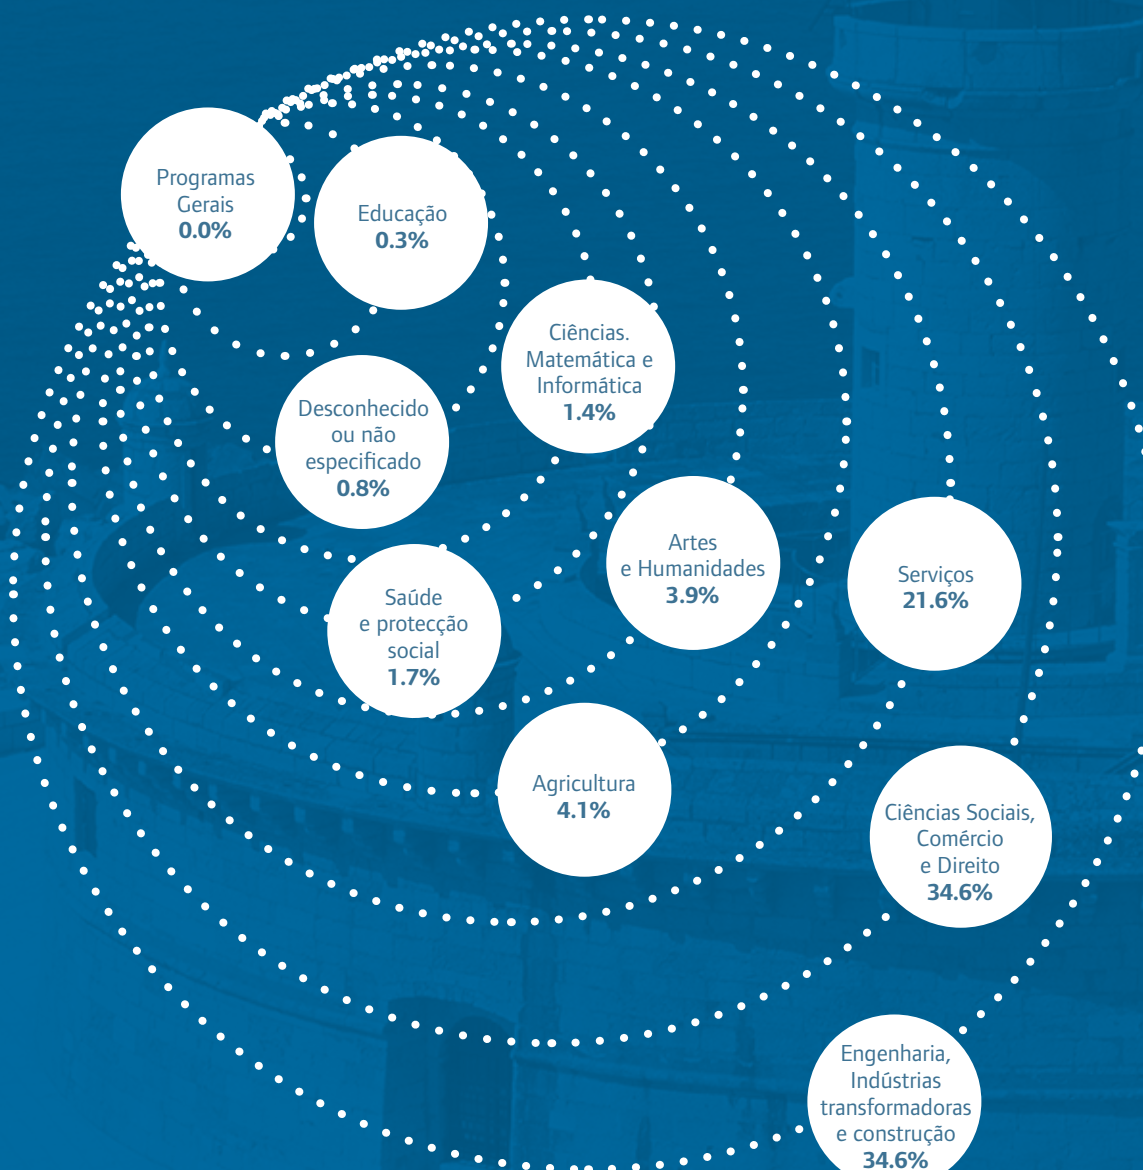 Programas
Gerais
0.0%
Educação
0.3%
Ciências.
Matemática e
Informática
1.4%
Desconhecido
ou não
especificado
0.8%
Artes
e Humanidades
3.9%
Serviços
21.6%
Saúde
e protecção
social
1.7%
Agricultura
4.1%
Ciências Sociais,
Comércio
e Direito
34.6%
Engenharia,
Indústrias
transformadoras
e construção
34.6%